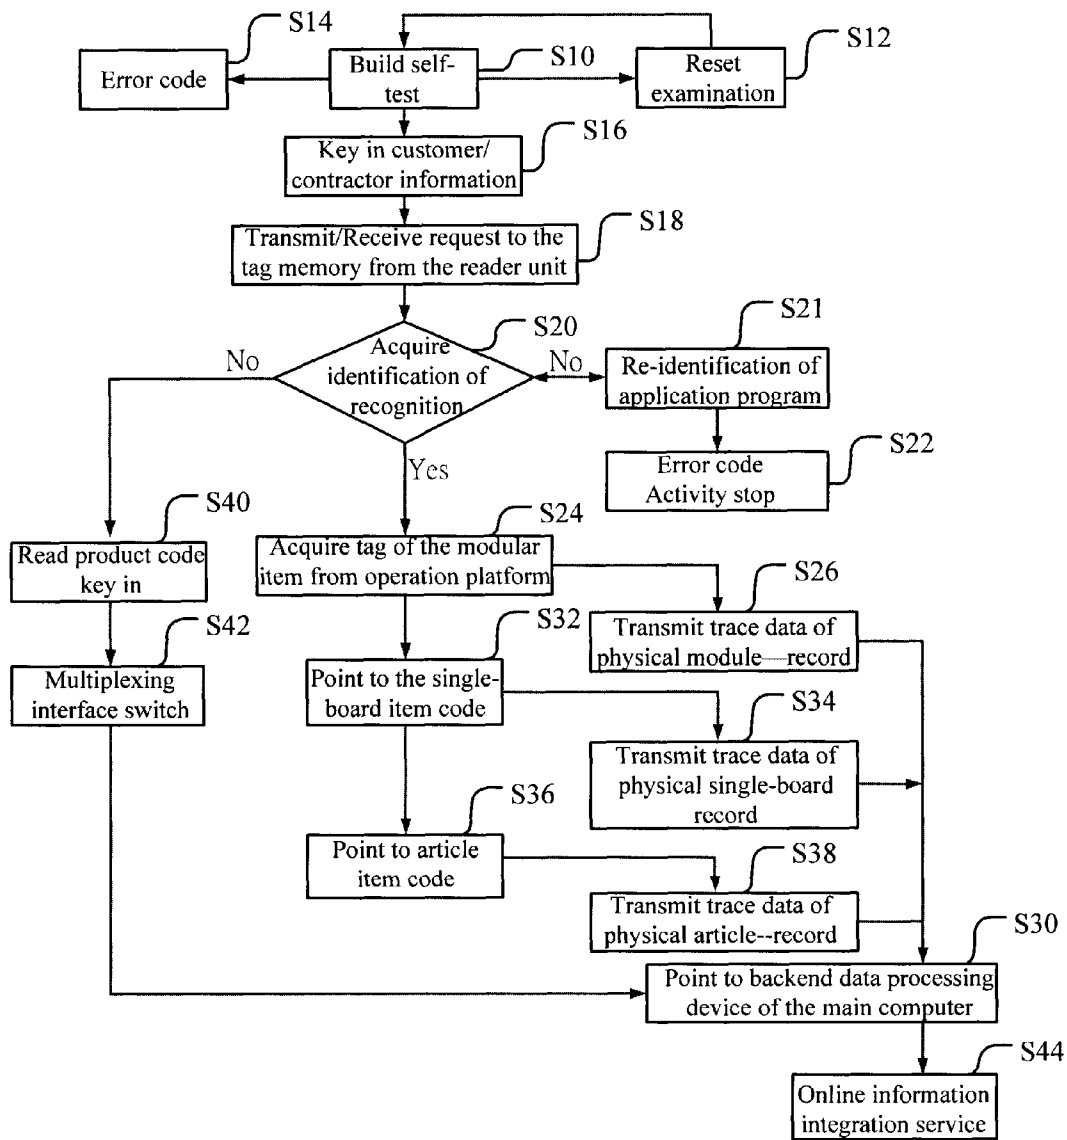 S14
Error code
Build self-
test
S10
Reset
examination
S12
Key in customer/
contractor information
S16
Transmit/Receive request to the
tag memory from the reader unit
S18
Acquire
identification of
recognition
S20
No
No
Yes
Re-identification of
application program
S21
Error code
Activity stop
S22
Read product code
key in
S40
Acquire tag of the modular
item from operation platform
S24
Transmit trace data of
physical module—record
S26
Multiplexing
interface switch
S42
Point to the single-
board item code
S32
Transmit trace data of
physical single-board
record
S34
Point to article
item code
S36
Transmit trace data of
physical article--record
S38
Point to backend data processing
device of the main computer
S30
Online information
integration service
S44